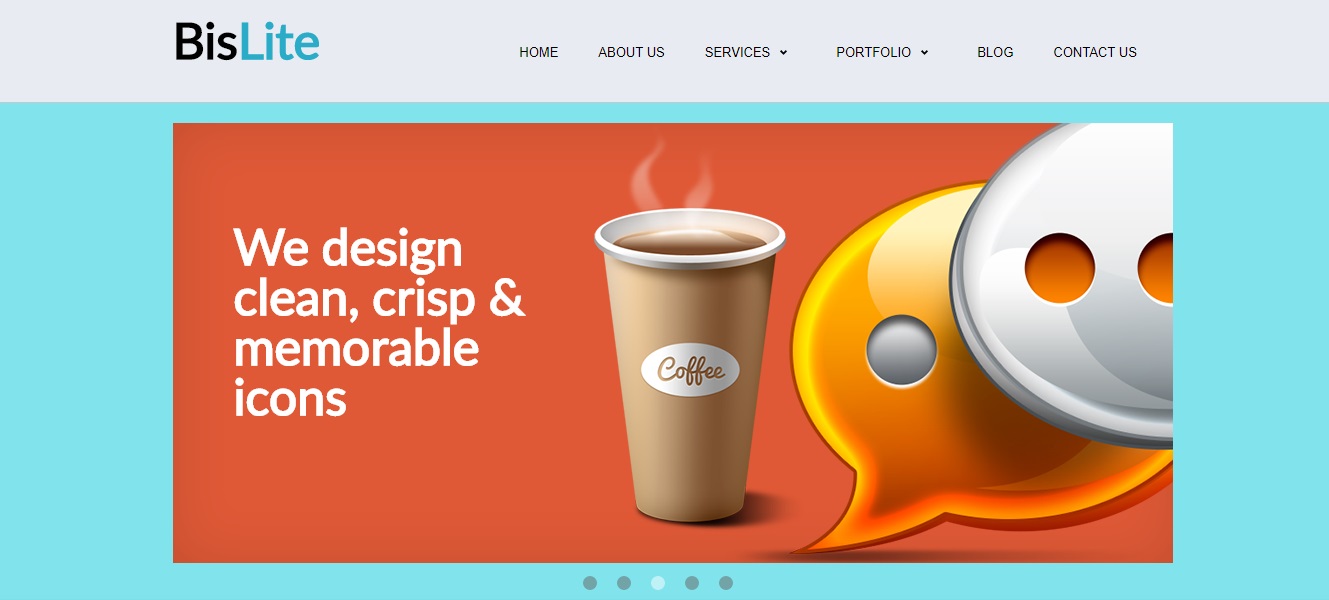 BisLite
HOME ABOUT US SERVICES PORTFOLIO BLOG CONTACT US
We design
clean, crisp &
memorable
icons
Coffee